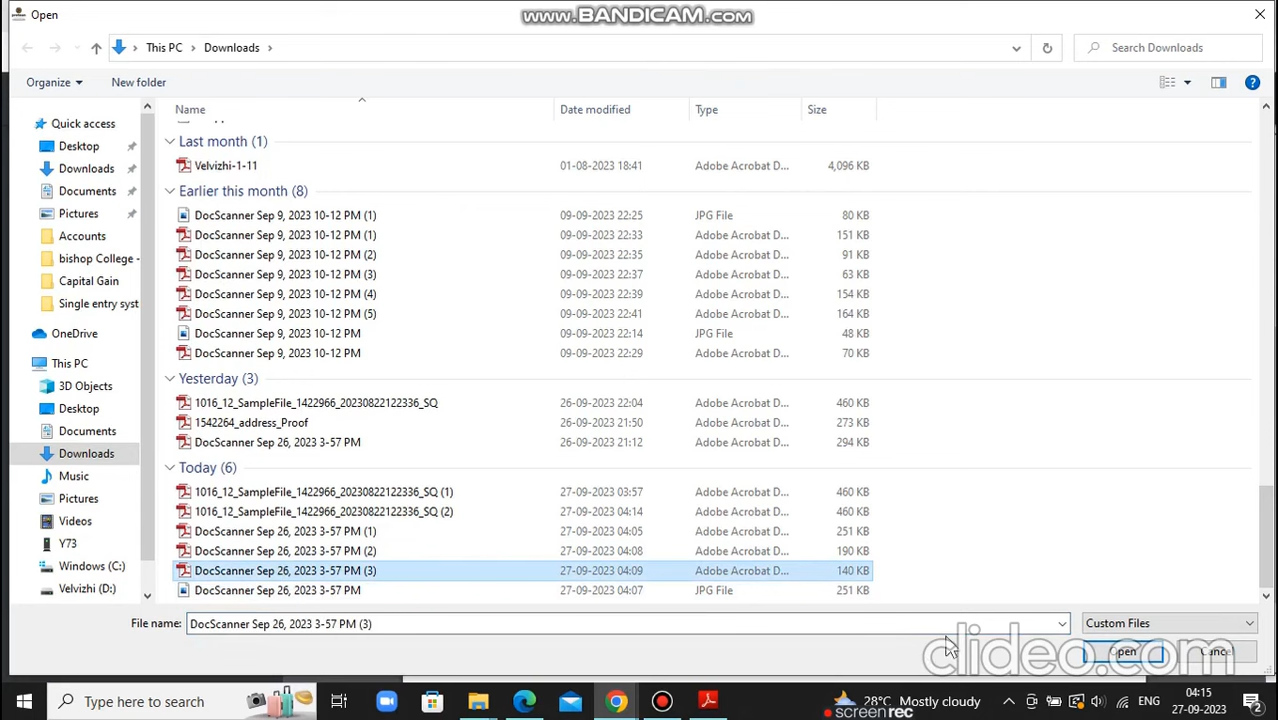 Open
www.BANDICAM.com
This PC
Downloads
Search Downloads
Organize
New folder
Name
Date modified
Type
Size
Last month (1)
Velvizhi-1-11 01-08-2023 18:41 Adobe Acrobat D... 4,096 KB
Earlier this month (8)
DocScanner Sep 9, 2023 10-12 PM (1) 09-09-2023 22:25 JPG File 80 KB
DocScanner Sep 9, 2023 10-12 PM (1) 09-09-2023 22:33 Adobe Acrobat D... 151 KB
DocScanner Sep 9, 2023 10-12 PM (2) 09-09-2023 22:35 Adobe Acrobat D... 91 KB
DocScanner Sep 9, 2023 10-12 PM (3) 09-09-2023 22:37 Adobe Acrobat D... 63 KB
DocScanner Sep 9, 2023 10-12 PM (4) 09-09-2023 22:39 Adobe Acrobat D... 154 KB
DocScanner Sep 9, 2023 10-12 PM (5) 09-09-2023 22:41 Adobe Acrobat D... 164 KB
DocScanner Sep 9, 2023 10-12 PM 09-09-2023 22:14 JPG File 48 KB
DocScanner Sep 9, 2023 10-12 PM 09-09-2023 22:29 Adobe Acrobat D... 70 KB
Yesterday (3)
1016_12_SampleFile_1422966_20230822122336_SQ 26-09-2023 22:04 Adobe Acrobat D... 460 KB
1542264_address_Proof 26-09-2023 21:50 Adobe Acrobat D... 273 KB
DocScanner Sep 26, 2023 3-57 PM 26-09-2023 21:12 Adobe Acrobat D... 294 KB
Today (6)
1016_12_SampleFile_1422966_20230822122336_SQ (1) 27-09-2023 03:57 Adobe Acrobat D... 460 KB
1016_12_SampleFile_1422966_20230822122336_SQ (2) 27-09-2023 04:14 Adobe Acrobat D... 460 KB
DocScanner Sep 26, 2023 3-57 PM (1) 27-09-2023 04:05 Adobe Acrobat D... 251 KB
DocScanner Sep 26, 2023 3-57 PM (2) 27-09-2023 04:08 Adobe Acrobat D... 190 KB
DocScanner Sep 26, 2023 3-57 PM (3) 27-09-2023 04:09 Adobe Acrobat D... 140 KB
DocScanner Sep 26, 2023 3-57 PM 27-09-2023 04:07 JPG File 251 KB
Quick access
Desktop
Downloads
Documents
Pictures
Accounts
bishop College -
Capital Gain
Single entry syst
OneDrive
This PC
3D Objects
Desktop
Documents
Downloads
Music
Pictures
Videos
Y73
Windows (C:)
Velvizhi (D:)
File name: DocScanner Sep 26, 2023 3-57 PM (3)
Custom Files
Open
Cancel
clideo.com
Type here to search
28°C Mostly cloudy
screenrec
ENG
04:15
27-09-2023
2